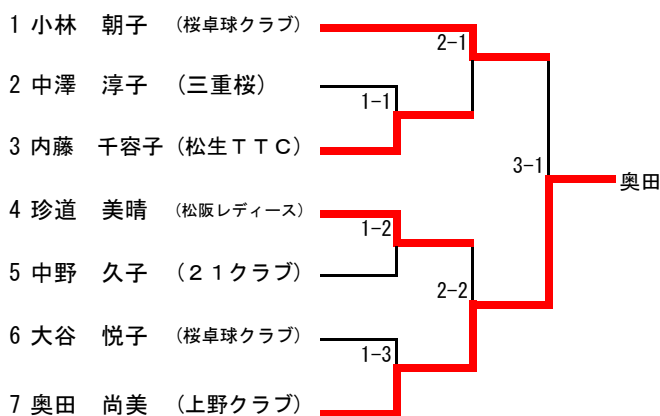 1 小林　朝子 (桜卓球クラブ)
2-1
2 中澤　淳子 (三重桜)
1-1
3 内藤　千容子 (松生ＴＴＣ)
3-1
奥田
4 珍道　美晴 (松阪レディース)
1-2
5 中野　久子 (２１クラブ)
2-2
6 大谷　悦子 (桜卓球クラブ)
1-3
7 奥田　尚美 (上野クラブ)